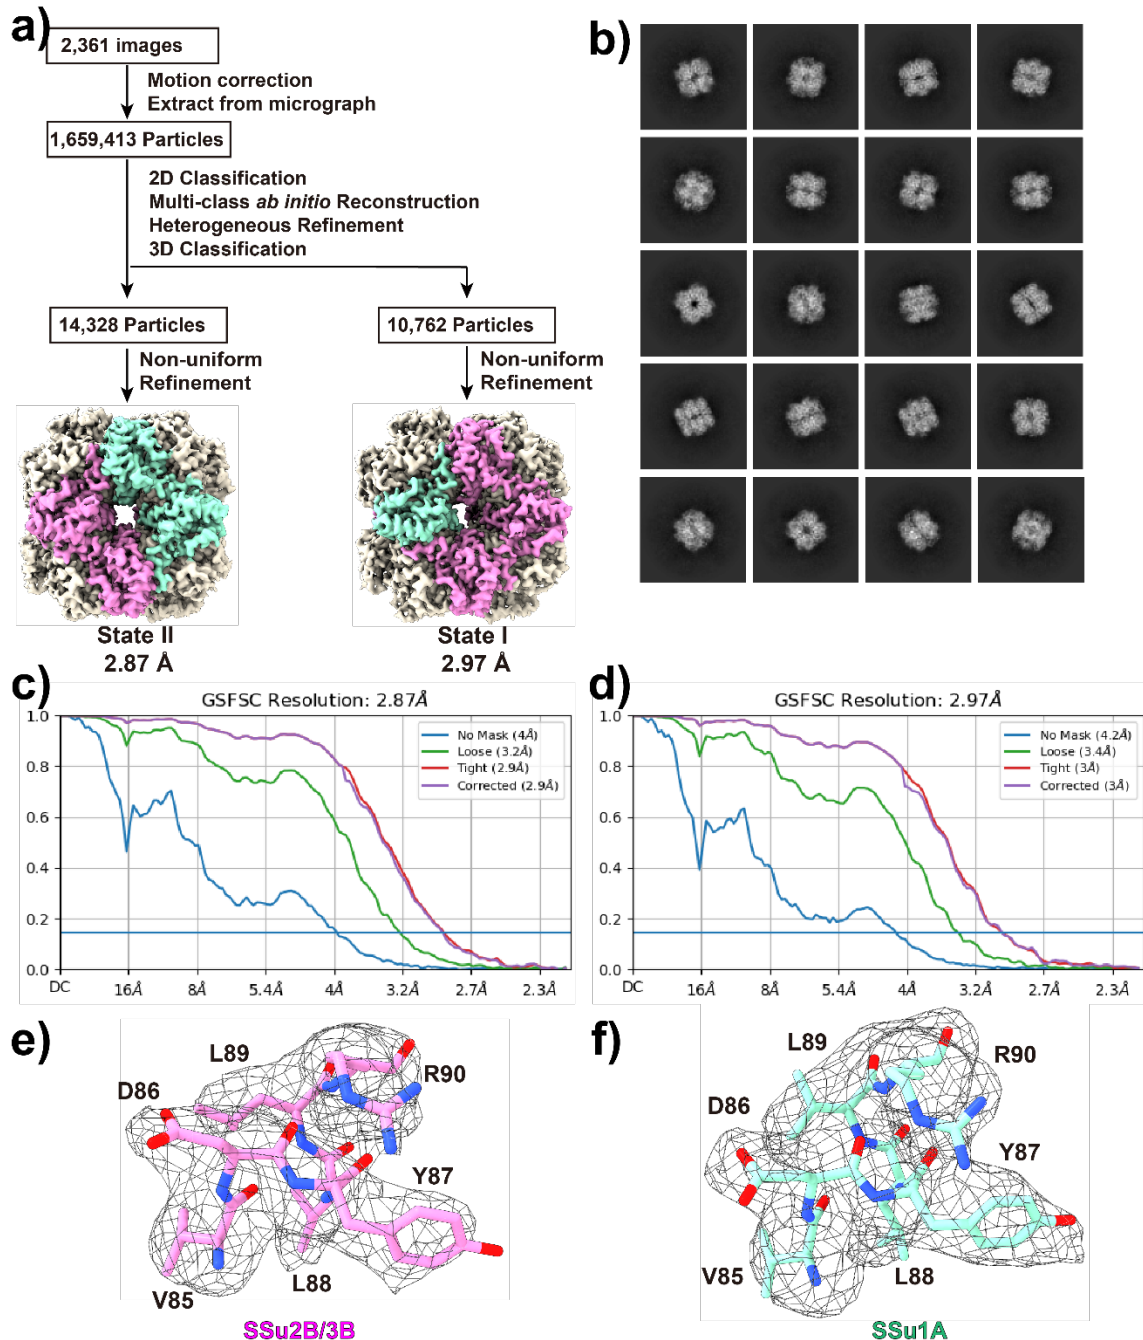 a)
2,361 images
Motion correction
Extract from micrograph
1,659,413 Particles
2D Classification
Multi-class ab initio Reconstruction
Heterogeneous Refinement
3D Classification
14,328 Particles
10,762 Particles
Non-uniform
Refinement
Non-uniform
Refinement
State II
2.87 Å
State I
2.97 Å
b)
c)
GSFSC Resolution: 2.87Å
1.0
0.8
0.6
0.4
0.2
0.0
No Mask (4Å)
Loose (3.2Å)
Tight (2.9Å)
Corrected (2.9Å)
DC 16Å 8Å 5.4Å 4Å 3.2Å 2.7Å 2.3Å
d)
GSFSC Resolution: 2.97Å
1.0
0.8
0.6
0.4
0.2
0.0
No Mask (4.2Å)
Loose (3.4Å)
Tight (3Å)
Corrected (3Å)
DC 16Å 8Å 5.4Å 4Å 3.2Å 2.7Å 2.3Å
e)
L89
R90
D86
Y87
L88
V85
SSu2B/3B
f)
L89
R90
D86
Y87
L88
V85
SSu1A